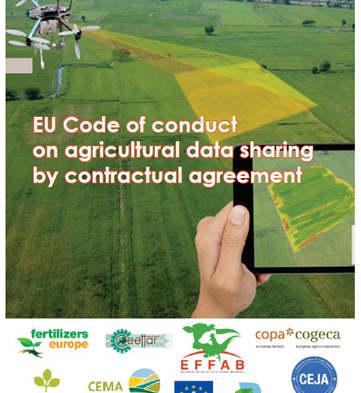 EU Code of conduct
on agricultural data sharing
by contractual agreement
fertilizers
europe
ceettar
EFFAB
copa*cogeca
european farmers
european agri-cooperatives
CEMA
CEJA